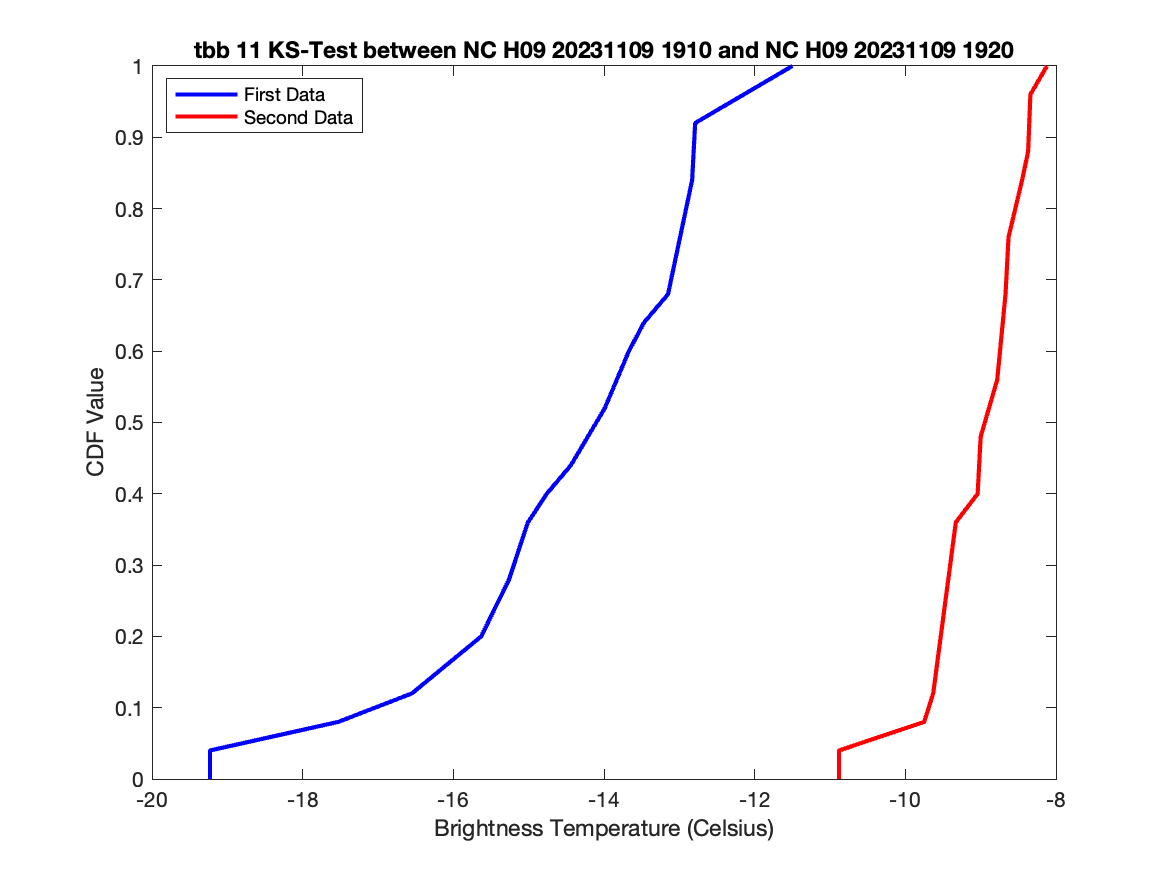 tbb 11 KS-Test between NC H09 20231109 1910 and NC H09 20231109 1920
First Data
Second Data
1
0.9
0.8
0.7
0.6
0.5
0.4
0.3
0.2
0.1
0
CDF Value
-20 -18 -16 -14 -12 -10 -8
Brightness Temperature (Celsius)